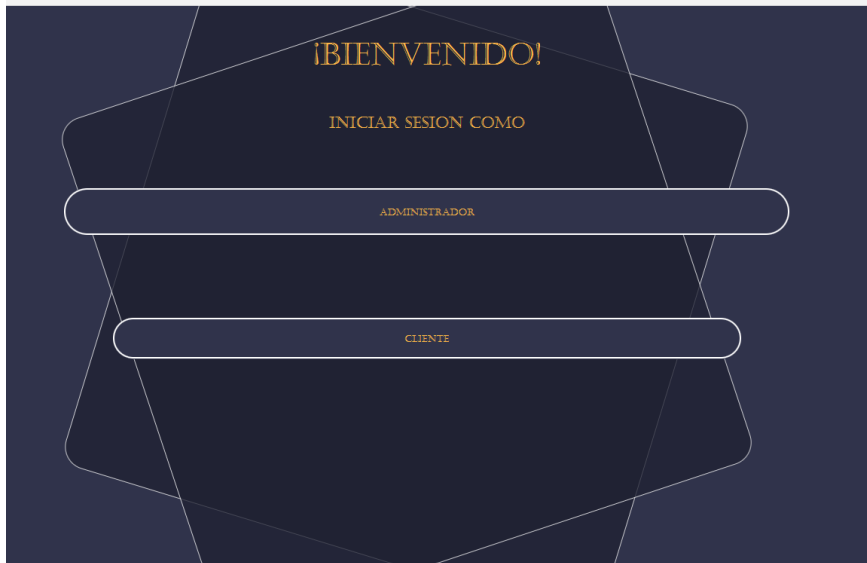 ¡BIENVENIDO!
INICIAR SESION COMO
ADMINISTRADOR
CLIENTE